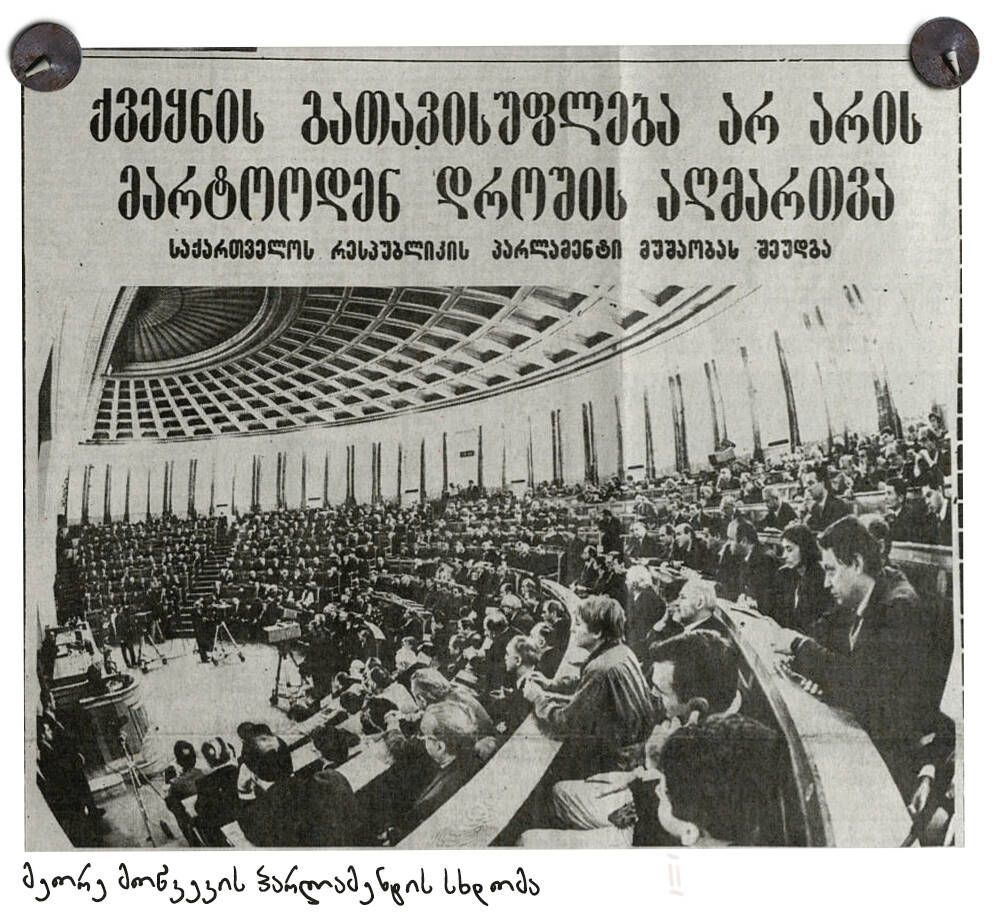 ქვეყნის გათავისუფლება არ არის
მარტოოდენ დროშის აღმართვა
საქართველოს რესპუბლიკის პარლამენტი მუშაობას შეუდგა
მეორე მოწვევის პარლამენტის სხდომა